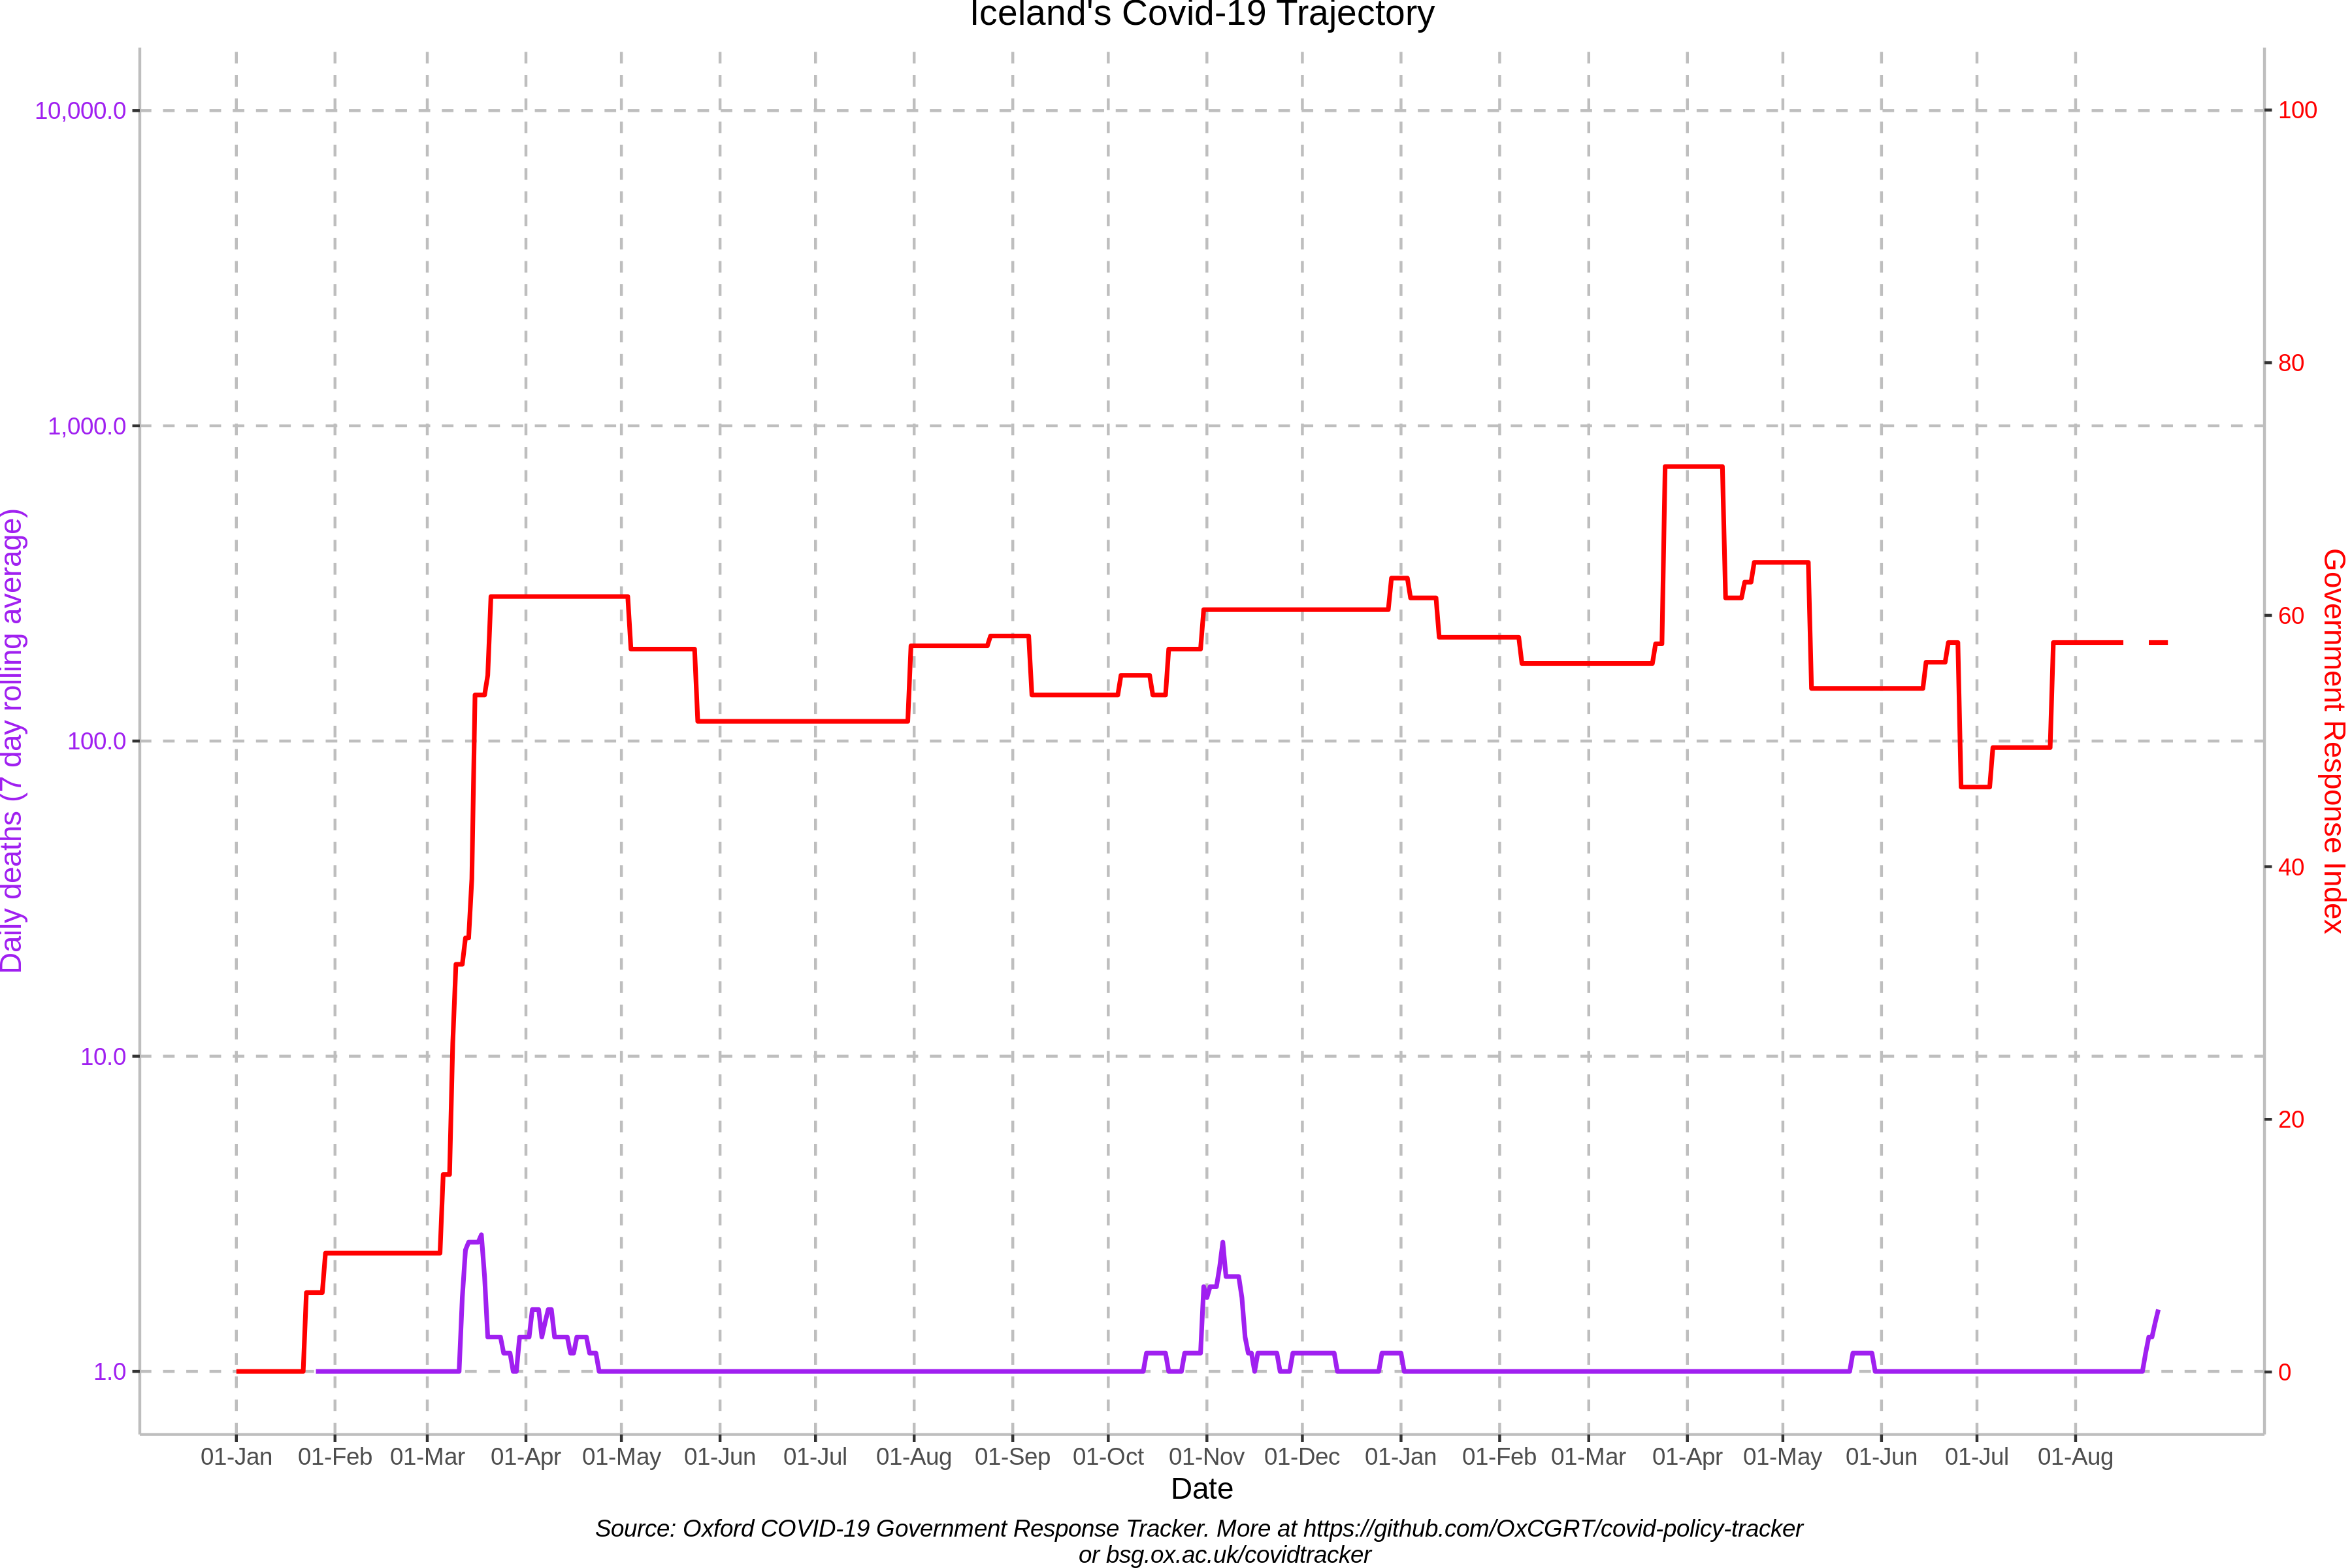 Iceland's Covid-19 Trajectory
10,000.0
1,000.0
100.0
10.0
1.0
Daily deaths (7 day rolling average)
100
80
60
40
20
0
Government Response Index
01-Jan 01-Feb 01-Mar 01-Apr 01-May 01-Jun 01-Jul 01-Aug 01-Sep 01-Oct 01-Nov 01-Dec 01-Jan 01-Feb 01-Mar 01-Apr 01-May 01-Jun 01-Jul 01-Aug
Date
Source: Oxford COVID-19 Government Response Tracker. More at https://github.com/OxCGRT/covid-policy-tracker
or bsg.ox.ac.uk/covidtracker